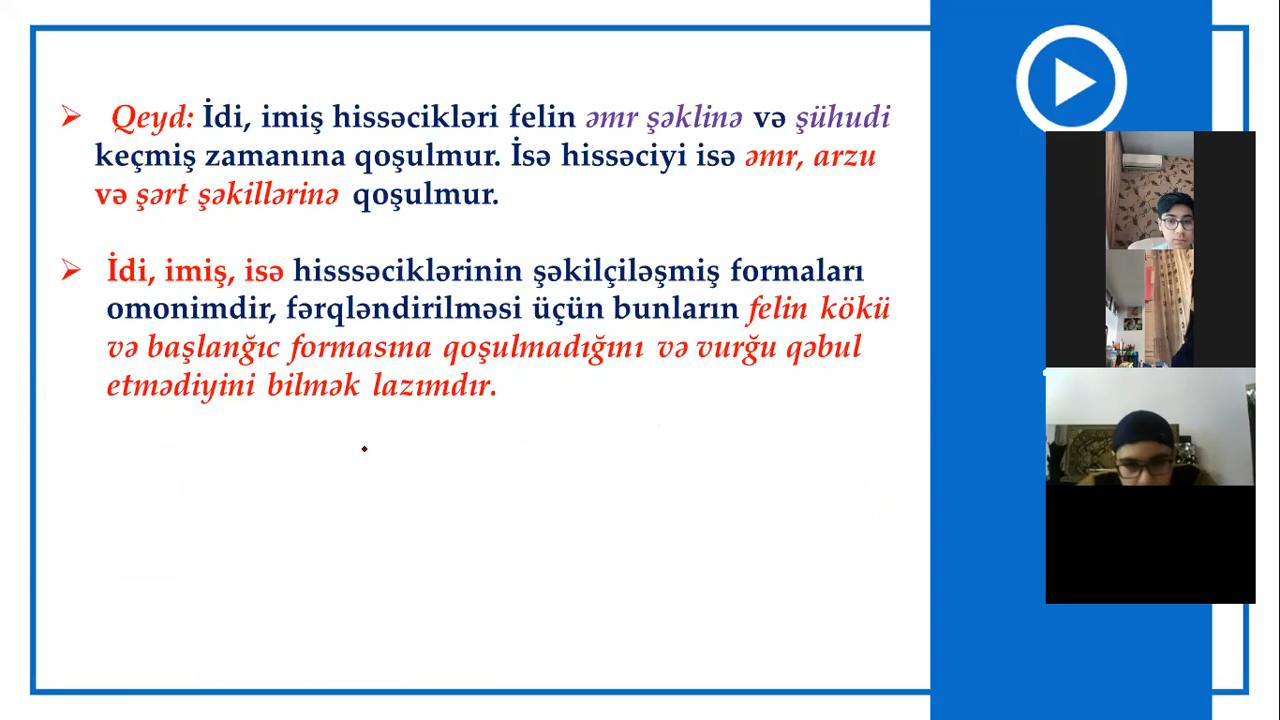 Qeyd: İdi, imiş hissəcikləri felin əmr şəklinə və şühudi
keçmiş zamanına qoşulmur. İsə hissəciyi isə əmr, arzu
və şərt şəkillərinə qoşulmur.
İdi, imiş, isə hisssəciklərinin şəkilçiləşmiş formaları
omonimdir, fərqləndirilməsi üçün bunların felin kökü
və başlanğıc formasına qoşulmadığını və vurğu qəbul
etmədiyini bilmək lazımdır.